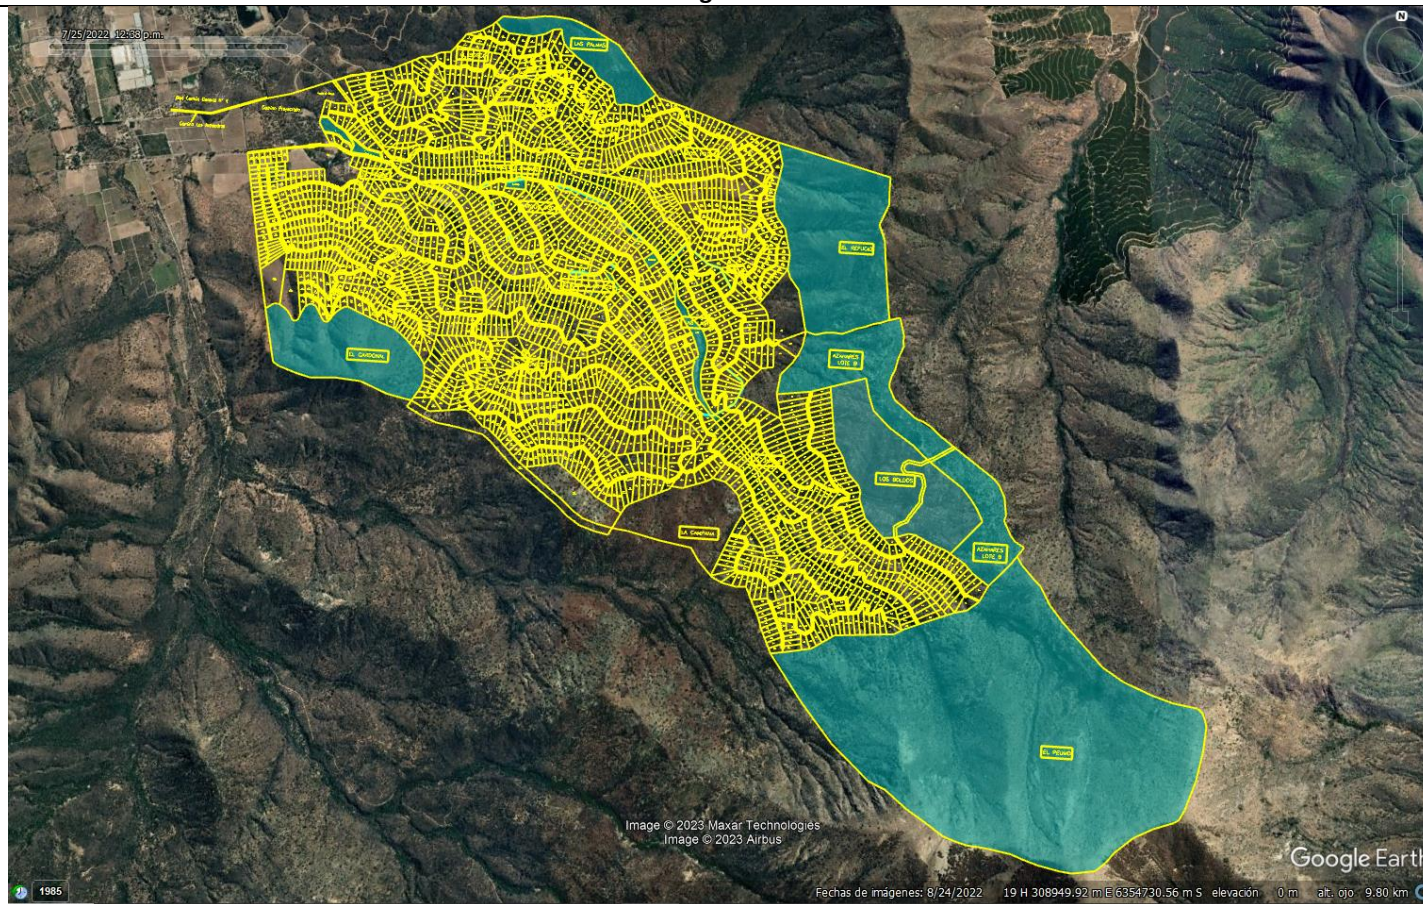 7/25/2022 12:38 p.m.
N
LAS PALMAS
EL REFUGIO
EL CARDONAL
AZAHARES
LOTE B
LOS BOLDOS
LA CAMPANA
AZAHARES
LOTE B
EL PEUMO
Image © 2023 Maxar Technologies
Image © 2023 Airbus
Google Earth
1985
Fechas de imágenes: 8/24/2022 19 H 308949.92 m E 6354730.56 m S elevación 0 m alt. ojo 9.80 km